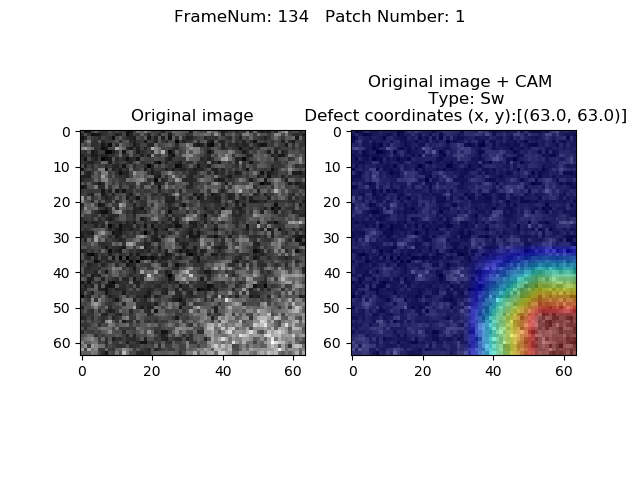 FrameNum: 134   Patch Number: 1
Original image
Original image + CAM
Type: Sw
Defect coordinates (x, y):[(63.0, 63.0)]
0
10
20
30
40
50
60
0 20 40 60
0
10
20
30
40
50
60
0 20 40 60